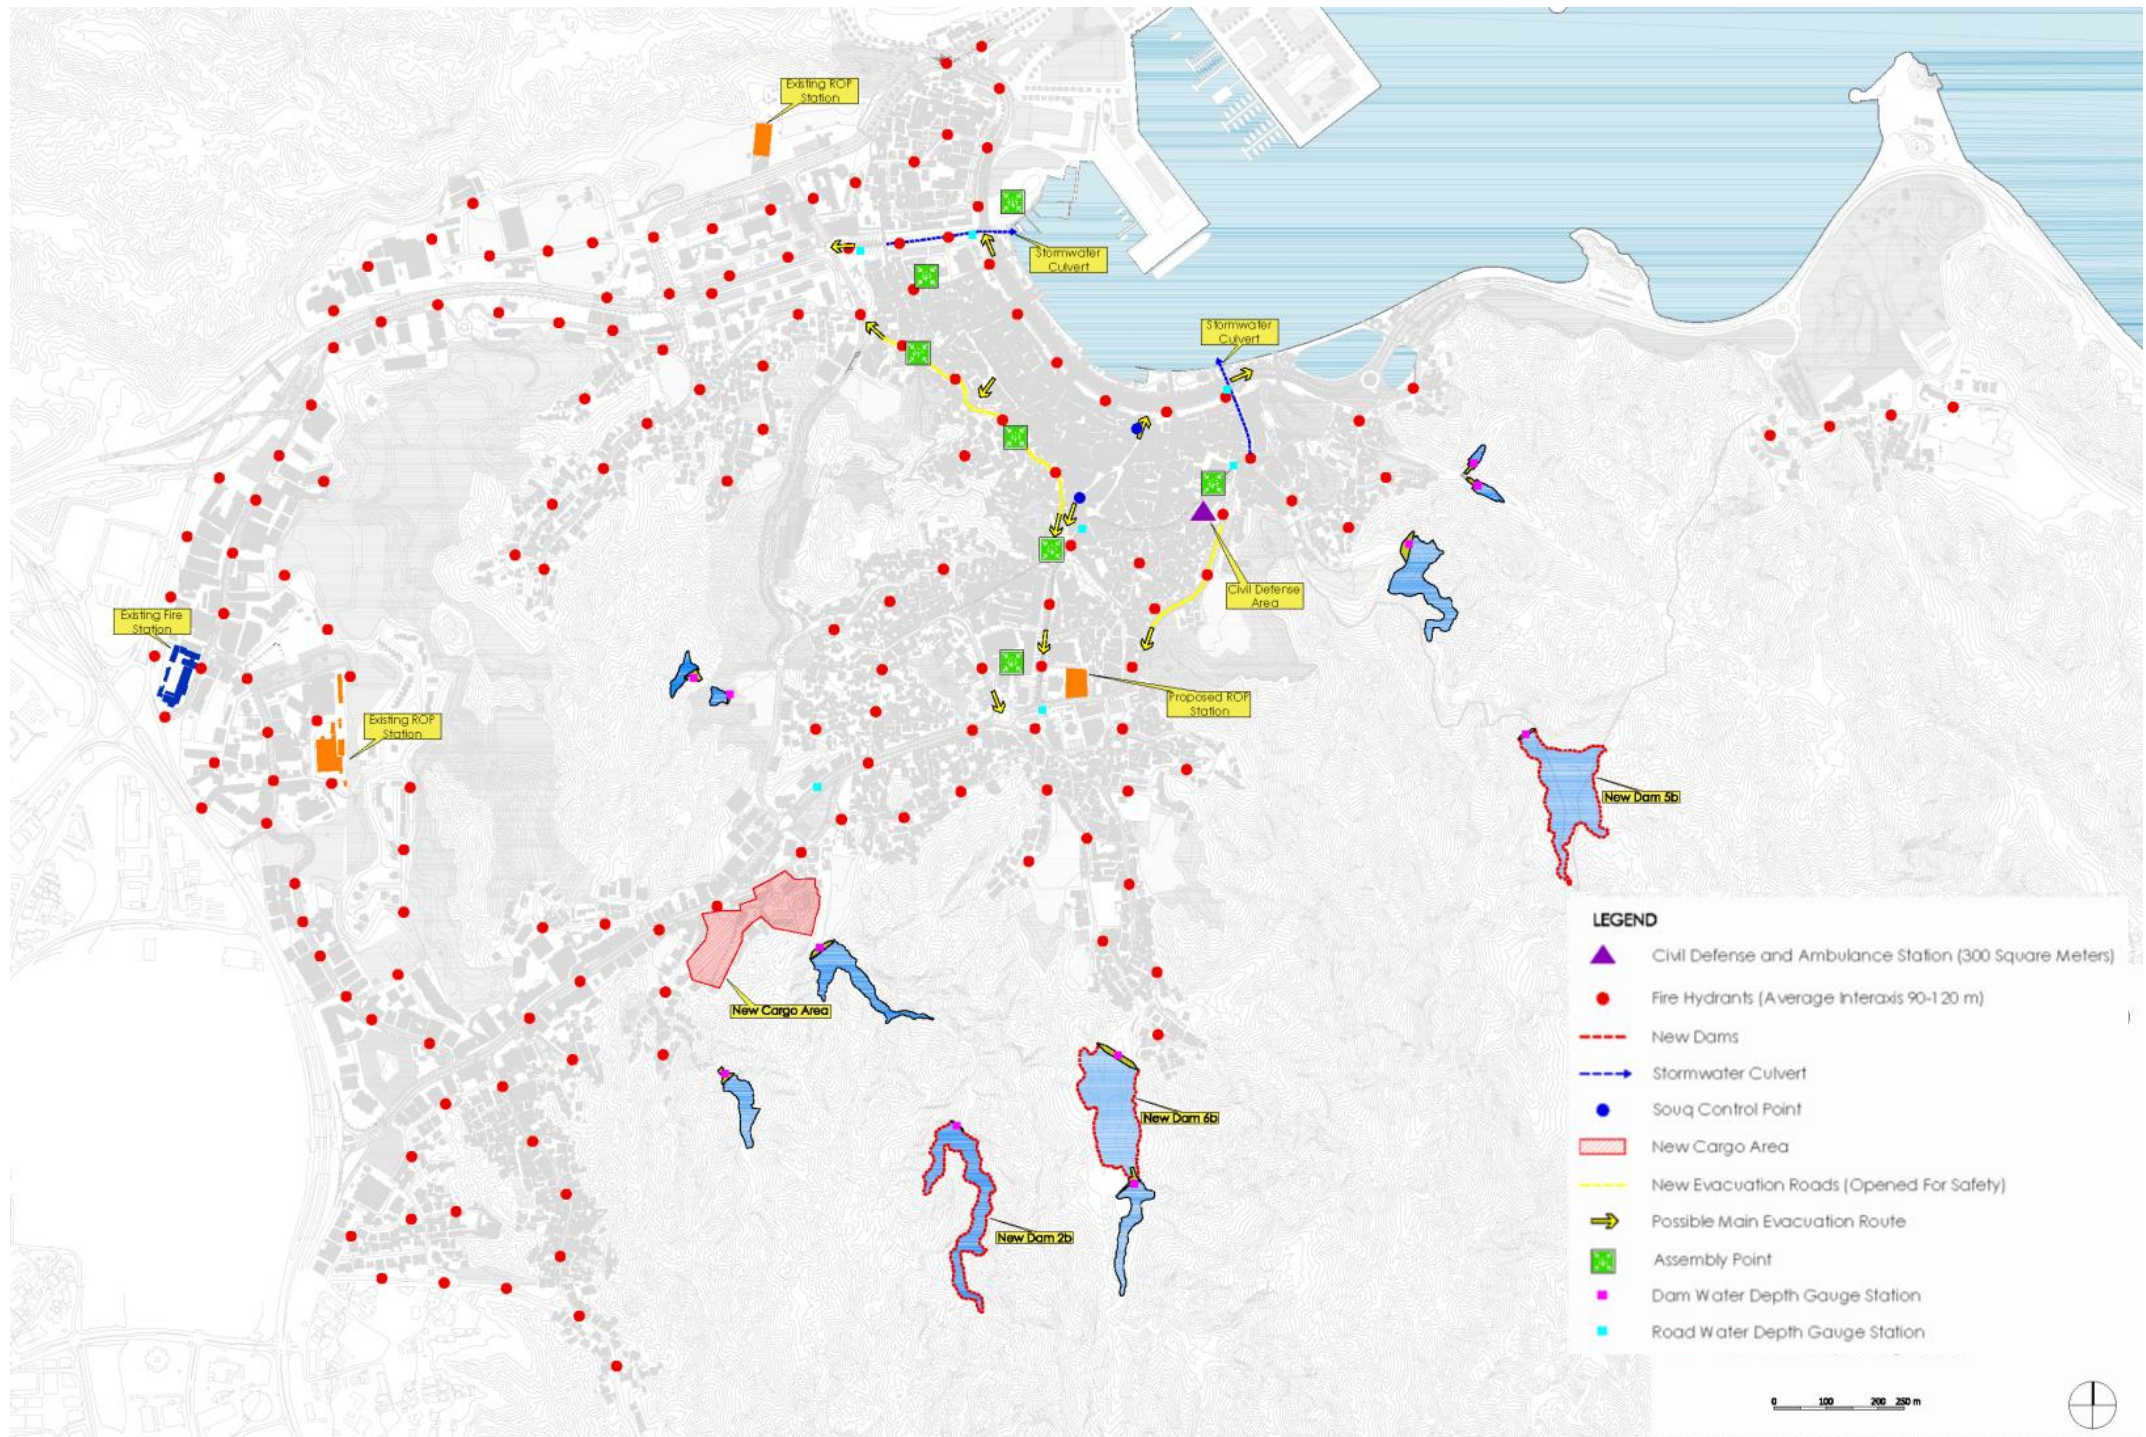 Existing ROP
Station
Stormwater
Culvert
Stormwater
Culvert
Existing Fire
Station
Civil Defense
Area
Existing ROP
Station
Proposed ROP
Station
New Dam 5b
New Cargo Area
New Dam 6b
New Dam 2b
LEGEND
Civil Defense and Ambulance Station (300 Square Meters)
Fire Hydrants (Average Interaxis 90-120 m)
New Dams
Stormwater Culvert
Souq Control Point
New Cargo Area
New Evacuation Roads (Opened For Safety)
Possible Main Evacuation Route
Assembly Point
Dam Water Depth Gauge Station
Road Water Depth Gauge Station
0 100 200 250 m